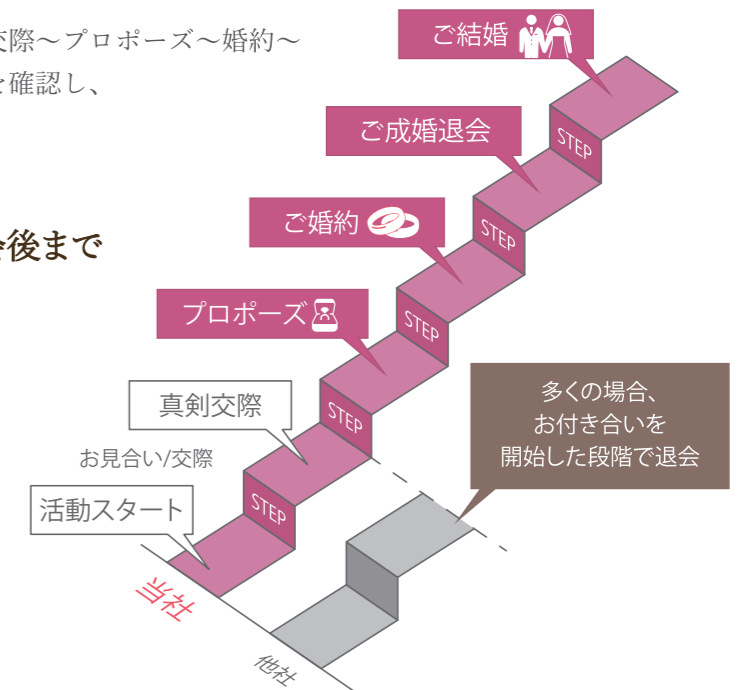 交際～プロポーズ～婚約～
を確認し、
会後まで
ご結婚
ご成婚退会
ご婚約
プロポーズ
真剣交際
お見合い/交際
活動スタート
STEP
STEP
STEP
STEP
STEP
多くの場合、
お付き合いを
開始した段階で退会
当社
他社